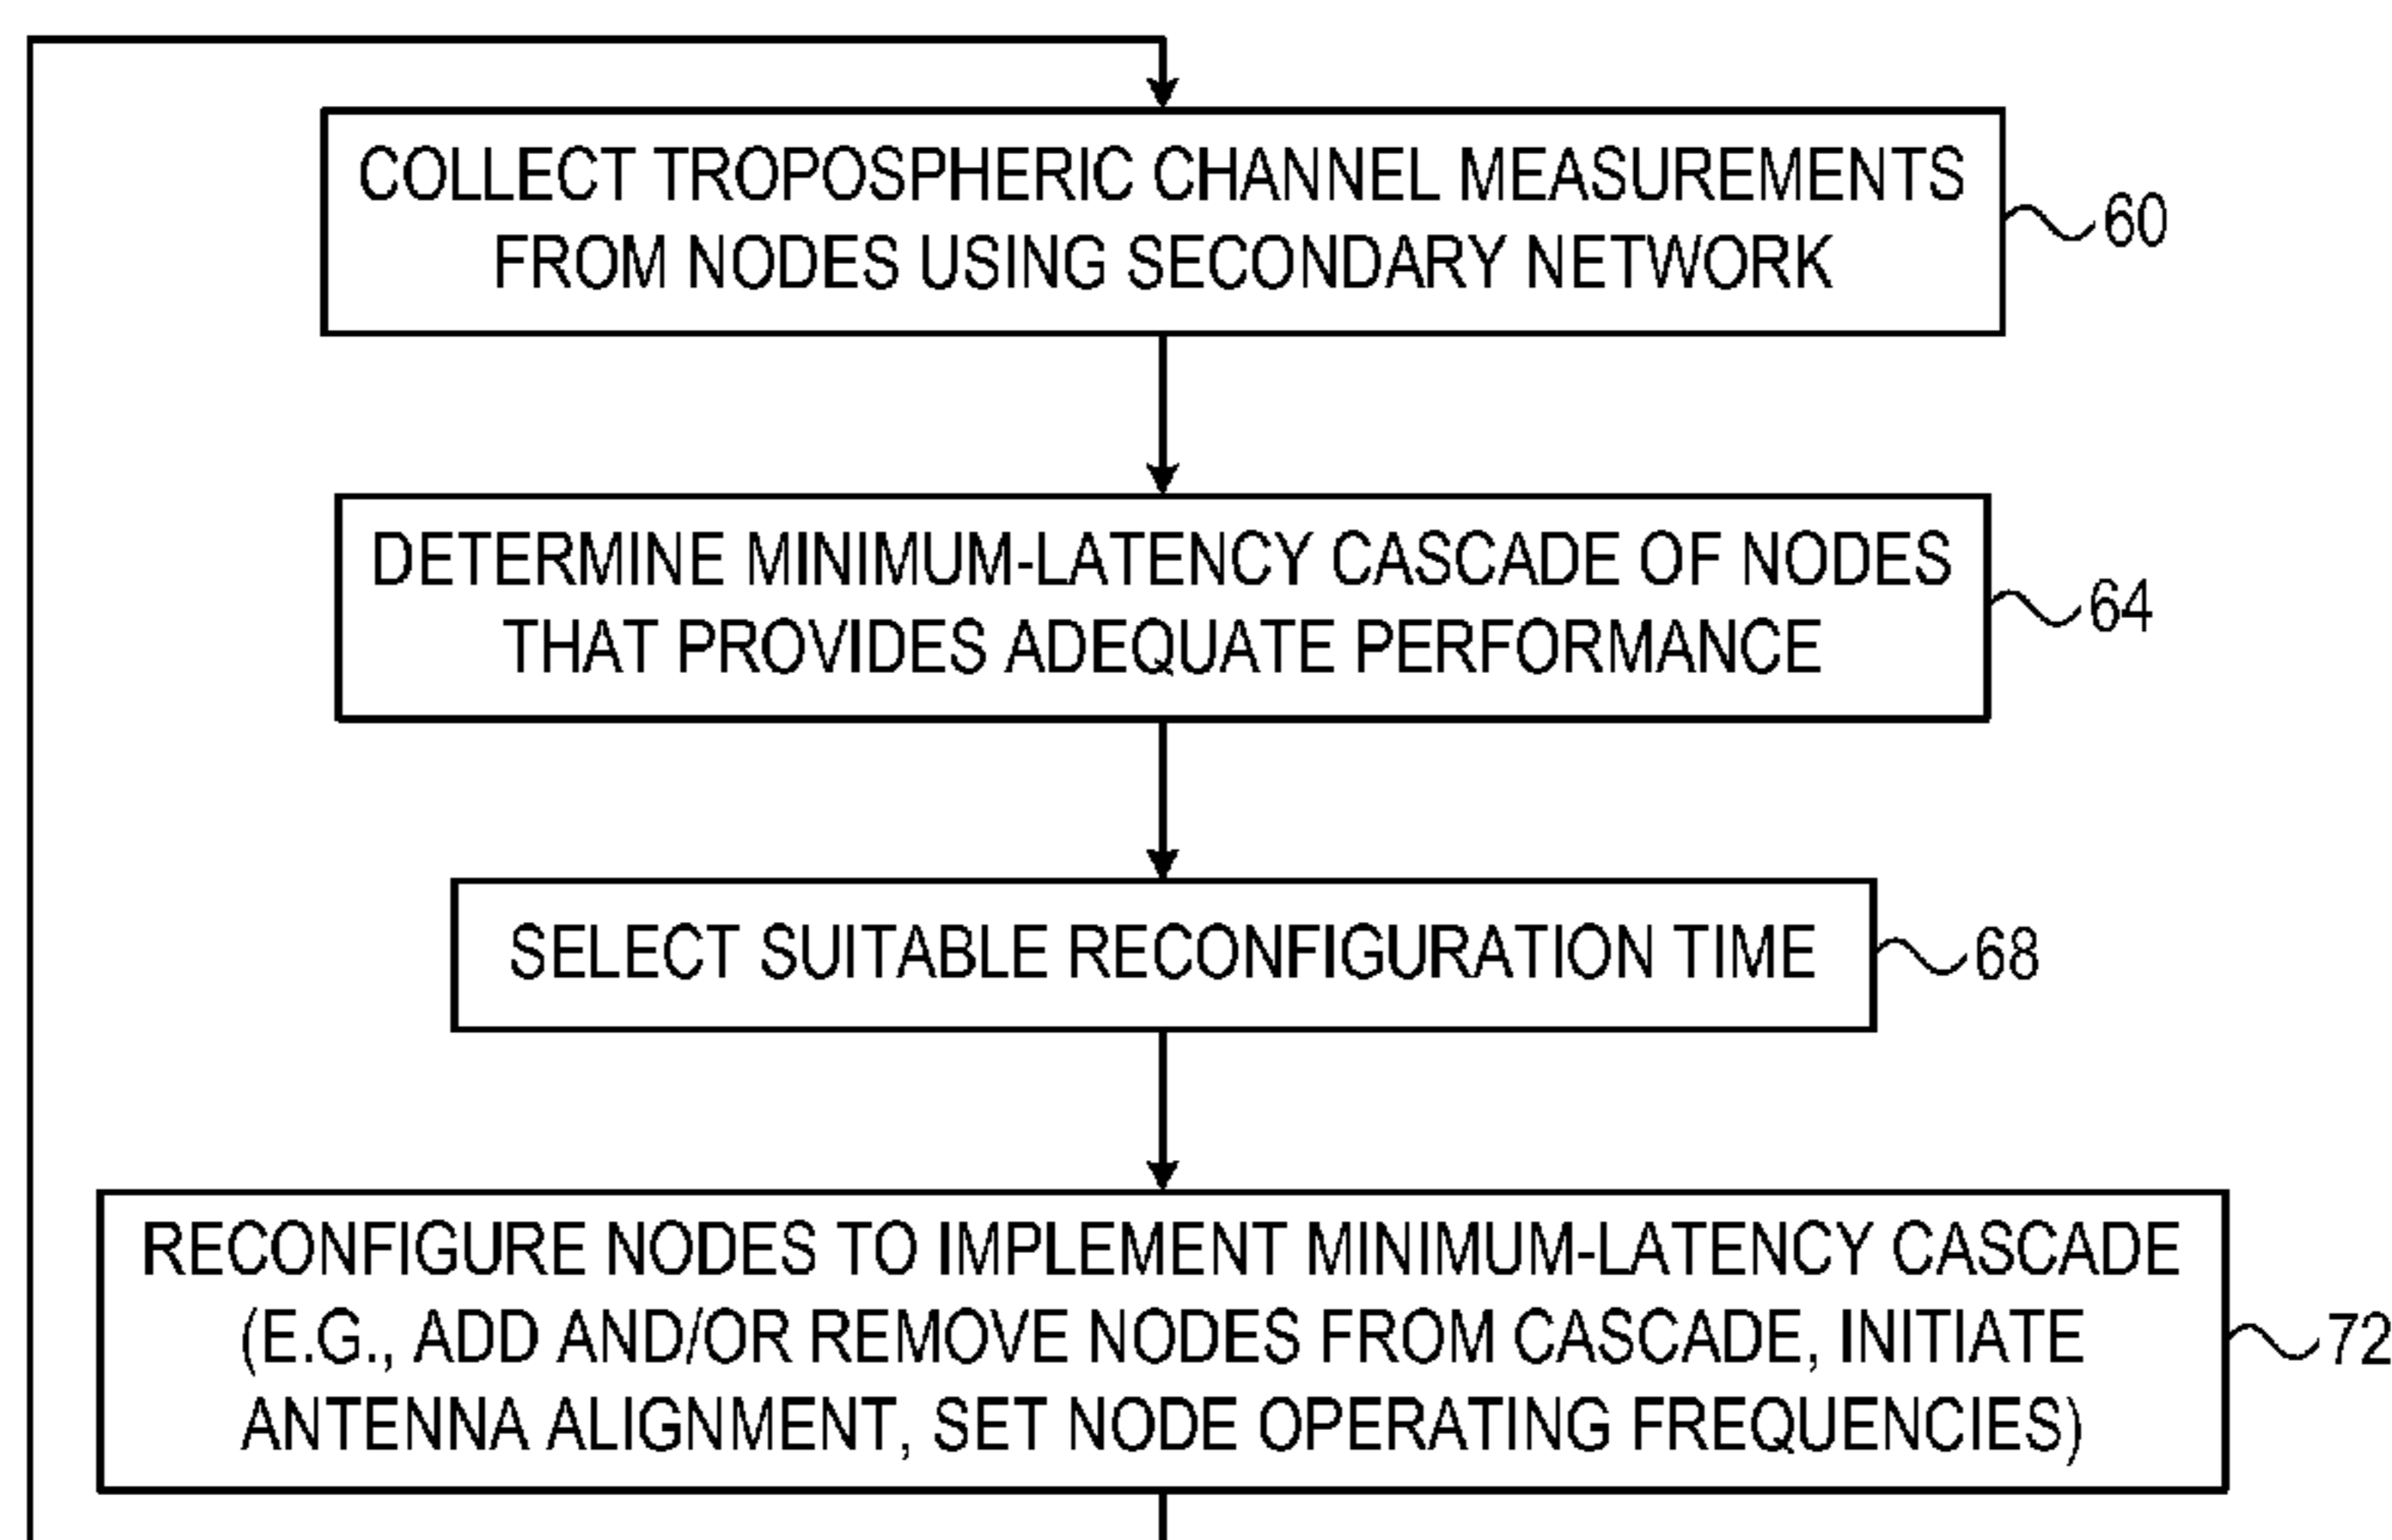 COLLECT TROPOSPHERIC CHANNEL MEASUREMENTS
FROM NODES USING SECONDARY NETWORK
60
DETERMINE MINIMUM-LATENCY CASCADE OF NODES
THAT PROVIDES ADEQUATE PERFORMANCE
64
SELECT SUITABLE RECONFIGURATION TIME
68
RECONFIGURE NODES TO IMPLEMENT MINIMUM-LATENCY CASCADE
(E.G., ADD AND/OR REMOVE NODES FROM CASCADE, INITIATE
ANTENNA ALIGNMENT, SET NODE OPERATING FREQUENCIES)
72